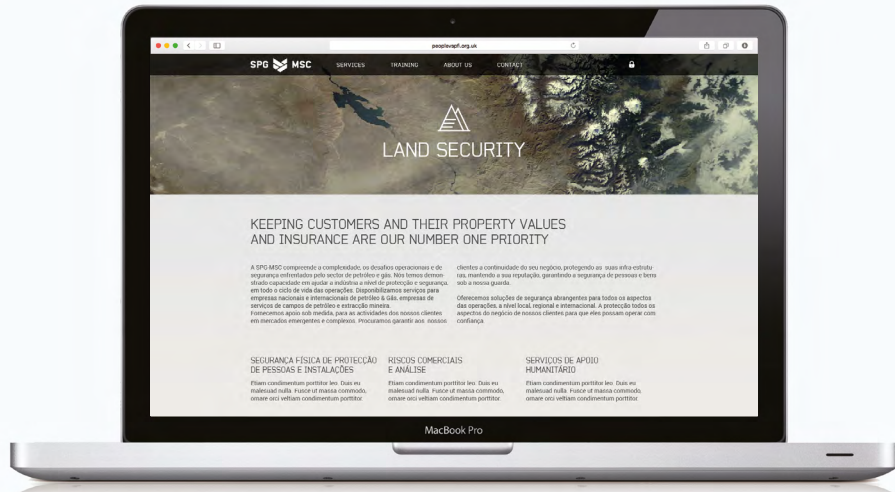 peoplevspfi.org.uk
SPG MSC SERVICES TRAINING ABOUT US CONTACT
LAND SECURITY
KEEPING CUSTOMERS AND THEIR PROPERTY VALUES
AND INSURANCE ARE OUR NUMBER ONE PRIORITY
A SPG-MSC compreende a complexidade, os desafios operacionais e de
segurança enfrentados pelo sector de petróleo e gás. Nós temos demon-
strado capacidade em ajudar a indústria a nível de protecção e segurança,
em todo o ciclo de vida das operações. Disponibilizamos serviços para
empresas nacionais e internacionais de petróleo & Gás, empresas de
serviços de campos de petróleo e extracção mineira.
Fornecemos apoio sob medida, para as actividades dos nossos clientes
em mercados emergentes e complexos. Procuramos garantir aos nossos
clientes a continuidade do seu negócio, protegendo as suas infra-estrutu
ras, mantendo a sua reputação, garantindo a segurança de pessoas e bens
sob a nossa guarda.
Oferecemos soluções de segurança abrangentes para todos os aspectos
das operações, a nível local, regional e internacional. A protecção todos os
aspectos do negócio de nossos clientes para que eles possam operar com
confiança.
SEGURANÇA FÍSICA DE PROTECÇÃO
DE PESSOAS E INSTALAÇÕES
Etiam condimentum porttitor leo. Duis eu
malesuad nulla. Fusce ut massa commodo,
ornare orci veltiam condimentum porttitor.
RISCOS COMERCIAIS
E ANÁLISE
Etiam condimentum porttitor leo. Duis eu
malesuad nulla. Fusce ut massa commodo,
ornare orci veltiam condimentum porttitor.
SERVIÇOS DE APOIO
HUMANITÁRIO
Etiam condimentum porttitor leo. Duis eu
malesuad nulla. Fusce ut massa commodo,
ornare orci veltiam condimentum porttitor.
MacBook Pro